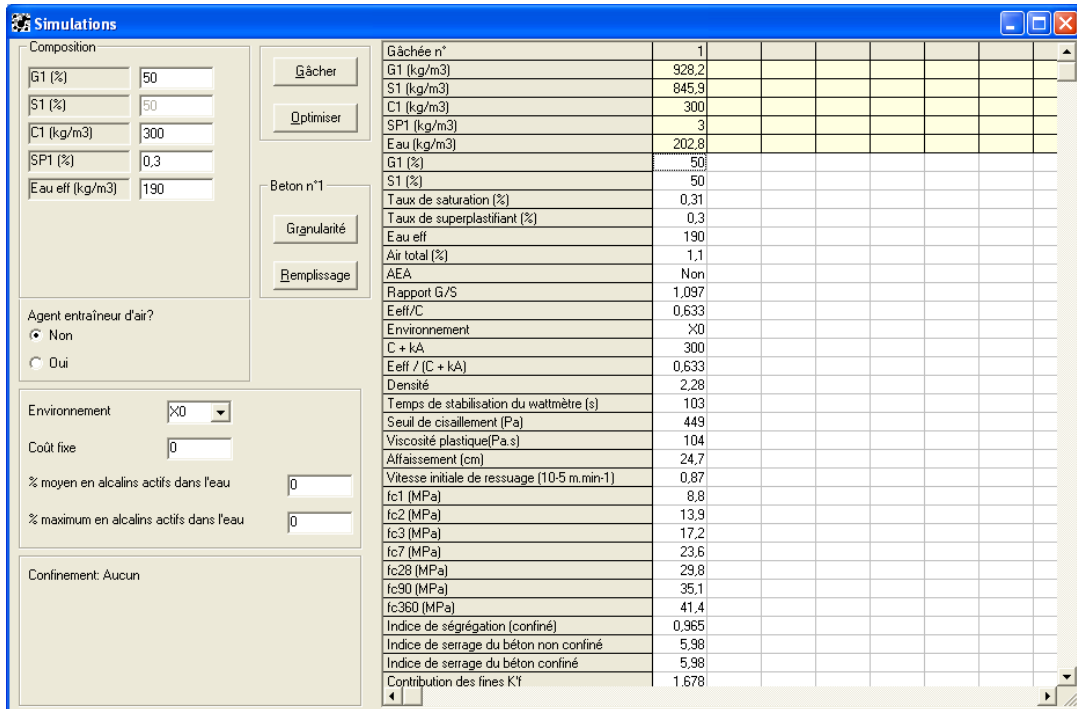 Simulations
Composition
G1 (%) 50
S1 (%) 50
C1 (kg/m3) 300
SP1 (%) 0,3
Eau eff (kg/m3) 190
Gâcher
Optimiser
Beton n°1
Granularité
Remplissage
Agent entraîneur d'air?
Non
Oui
Environnement X0
Coût fixe 0
% moyen en alcalins actifs dans l'eau 0
% maximum en alcalins actifs dans l'eau 0
Confinement: Aucun
Gâchée n° 1
G1 (kg/m3) 928,2
S1 (kg/m3) 845,9
C1 (kg/m3) 300
SP1 (kg/m3) 3
Eau (kg/m3) 202,8
G1 (%) 50
S1 (%) 50
Taux de saturation (%) 0,31
Taux de superplastifiant (%) 0,3
Eau eff 190
Air total (%) 1,1
AEA Non
Rapport G/S 1,097
Eeff/C 0,633
Environnement X0
C + kA 300
Eeff / (C + kA) 0,633
Densité 2,28
Temps de stabilisation du wattmètre (s) 103
Seuil de cisaillement (Pa) 449
Viscosité plastique(Pa.s) 104
Affaissement (cm) 24,7
Vitesse initiale de ressuage (10-5 m.min-1) 0,87
fc1 (MPa) 8,8
fc2 (MPa) 13,9
fc3 (MPa) 17,2
fc7 (MPa) 23,6
fc28 (MPa) 29,8
fc90 (MPa) 35,1
fc360 (MPa) 41,4
Indice de ségrégation (confiné) 0,965
Indice de serrage du béton non confiné 5,98
Indice de serrage du béton confiné 5,98
Contribution des fines K'f 1,678